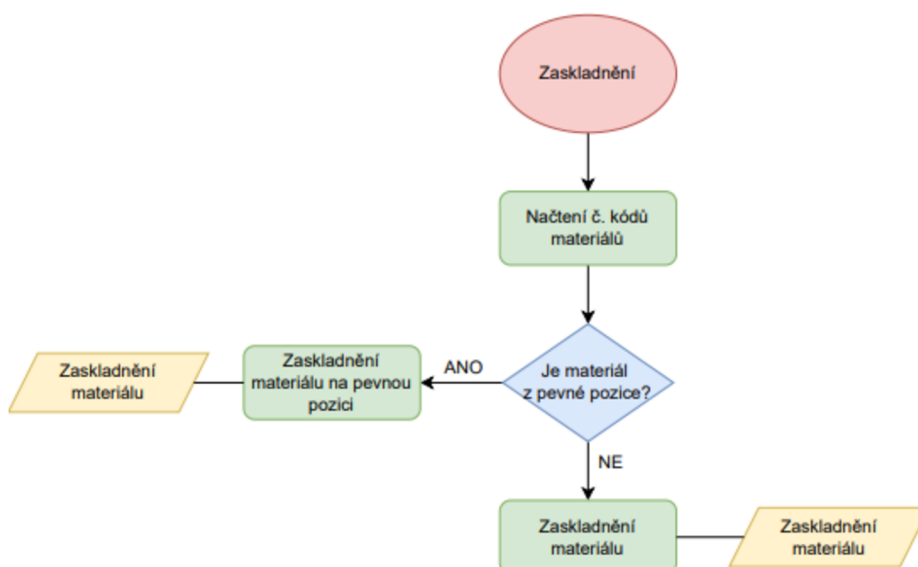 Zaskladnění
Načtení č. kódů
materiálů
Je materiál
z pevné pozice?
ANO
Zaskladnění
materiálu na pevnou
pozici
Zaskladnění
materiálu
NE
Zaskladnění
materiálu
Zaskladnění
materiálu